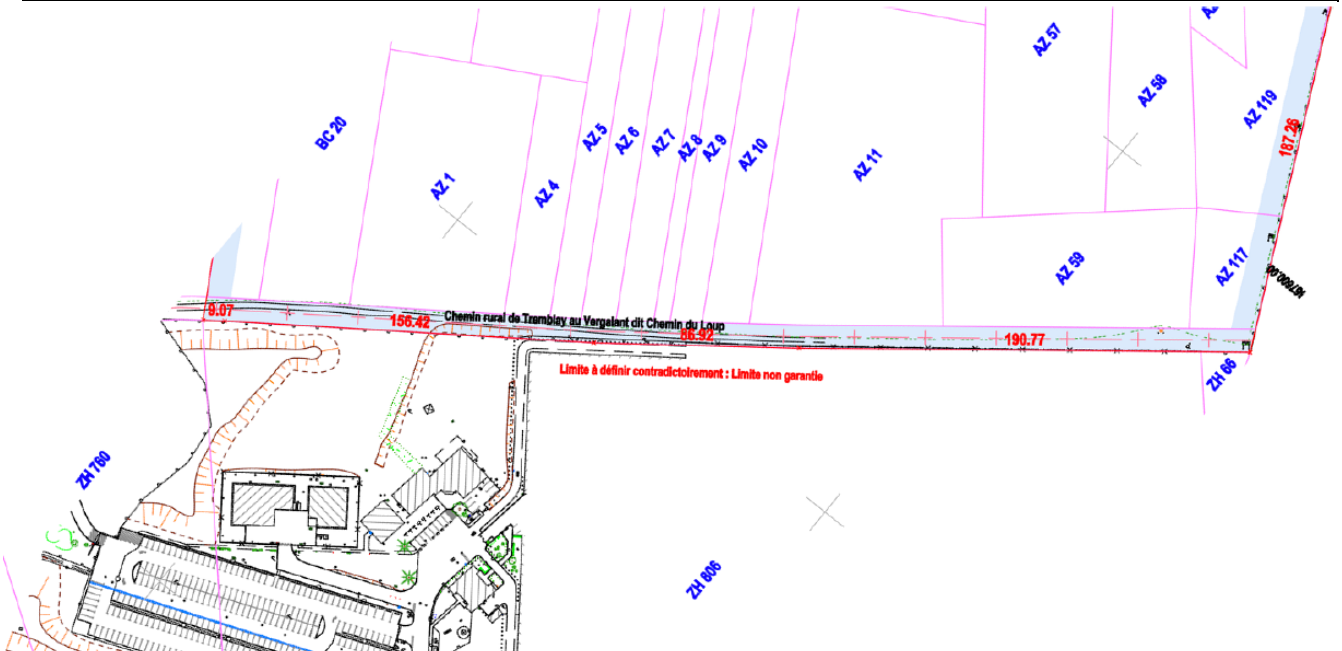 AZ 57
AZ 58
AZ 119
BC 20
AZ 5
AZ 6
AZ 7
AZ 8
AZ 9
AZ 10
AZ 11
187.26
AZ 1
AZ 4
AZ 59
AZ 117
9.07
156.42
Chemin rural de Tremblay au Vergalant dit Chemin du Loup
86.92
190.77
Limite à définir contradictoirement : Limite non garantie
ZH 66
ZH 760
ZH 806